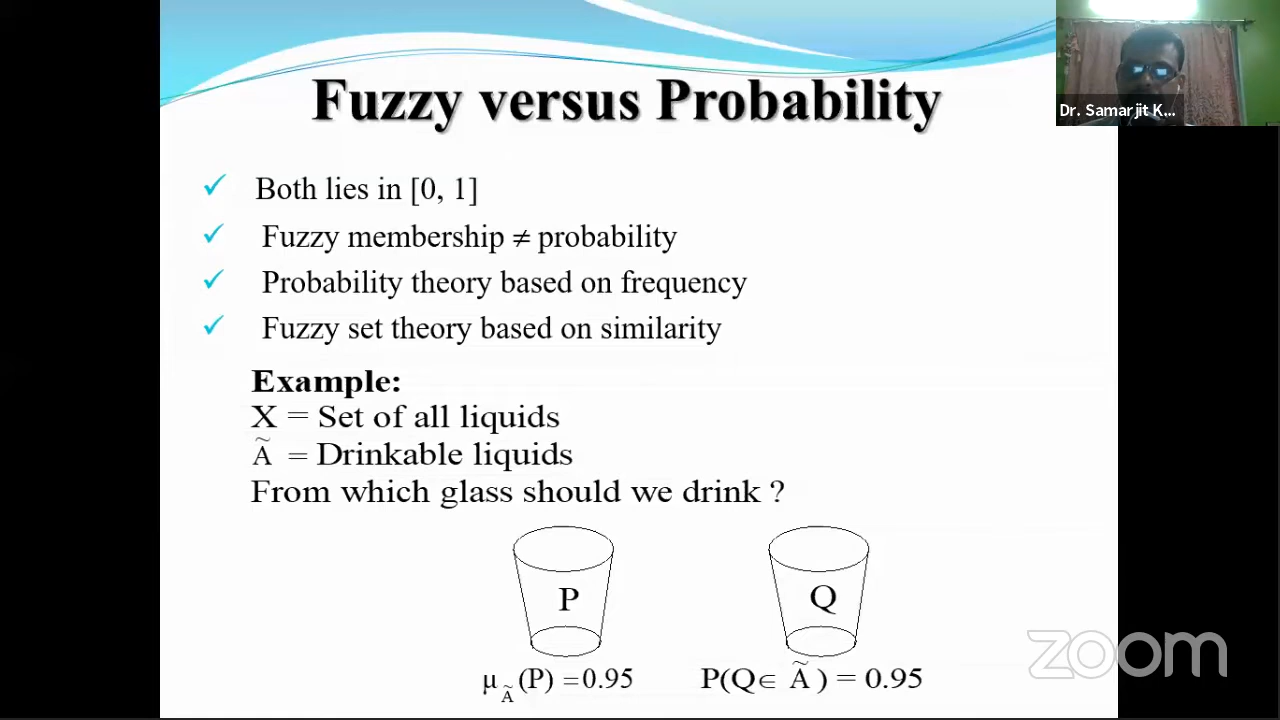 Fuzzy versus Probability
Dr. Samarjit K...
✓ Both lies in [0, 1]
✓ Fuzzy membership ≠ probability
✓ Probability theory based on frequency
✓ Fuzzy set theory based on similarity
Example:
X = Set of all liquids
Ã = Drinkable liquids
From which glass should we drink ?
P
Q
μ_Ã (P) = 0.95
P(Q∈ Ã ) = 0.95
zoom